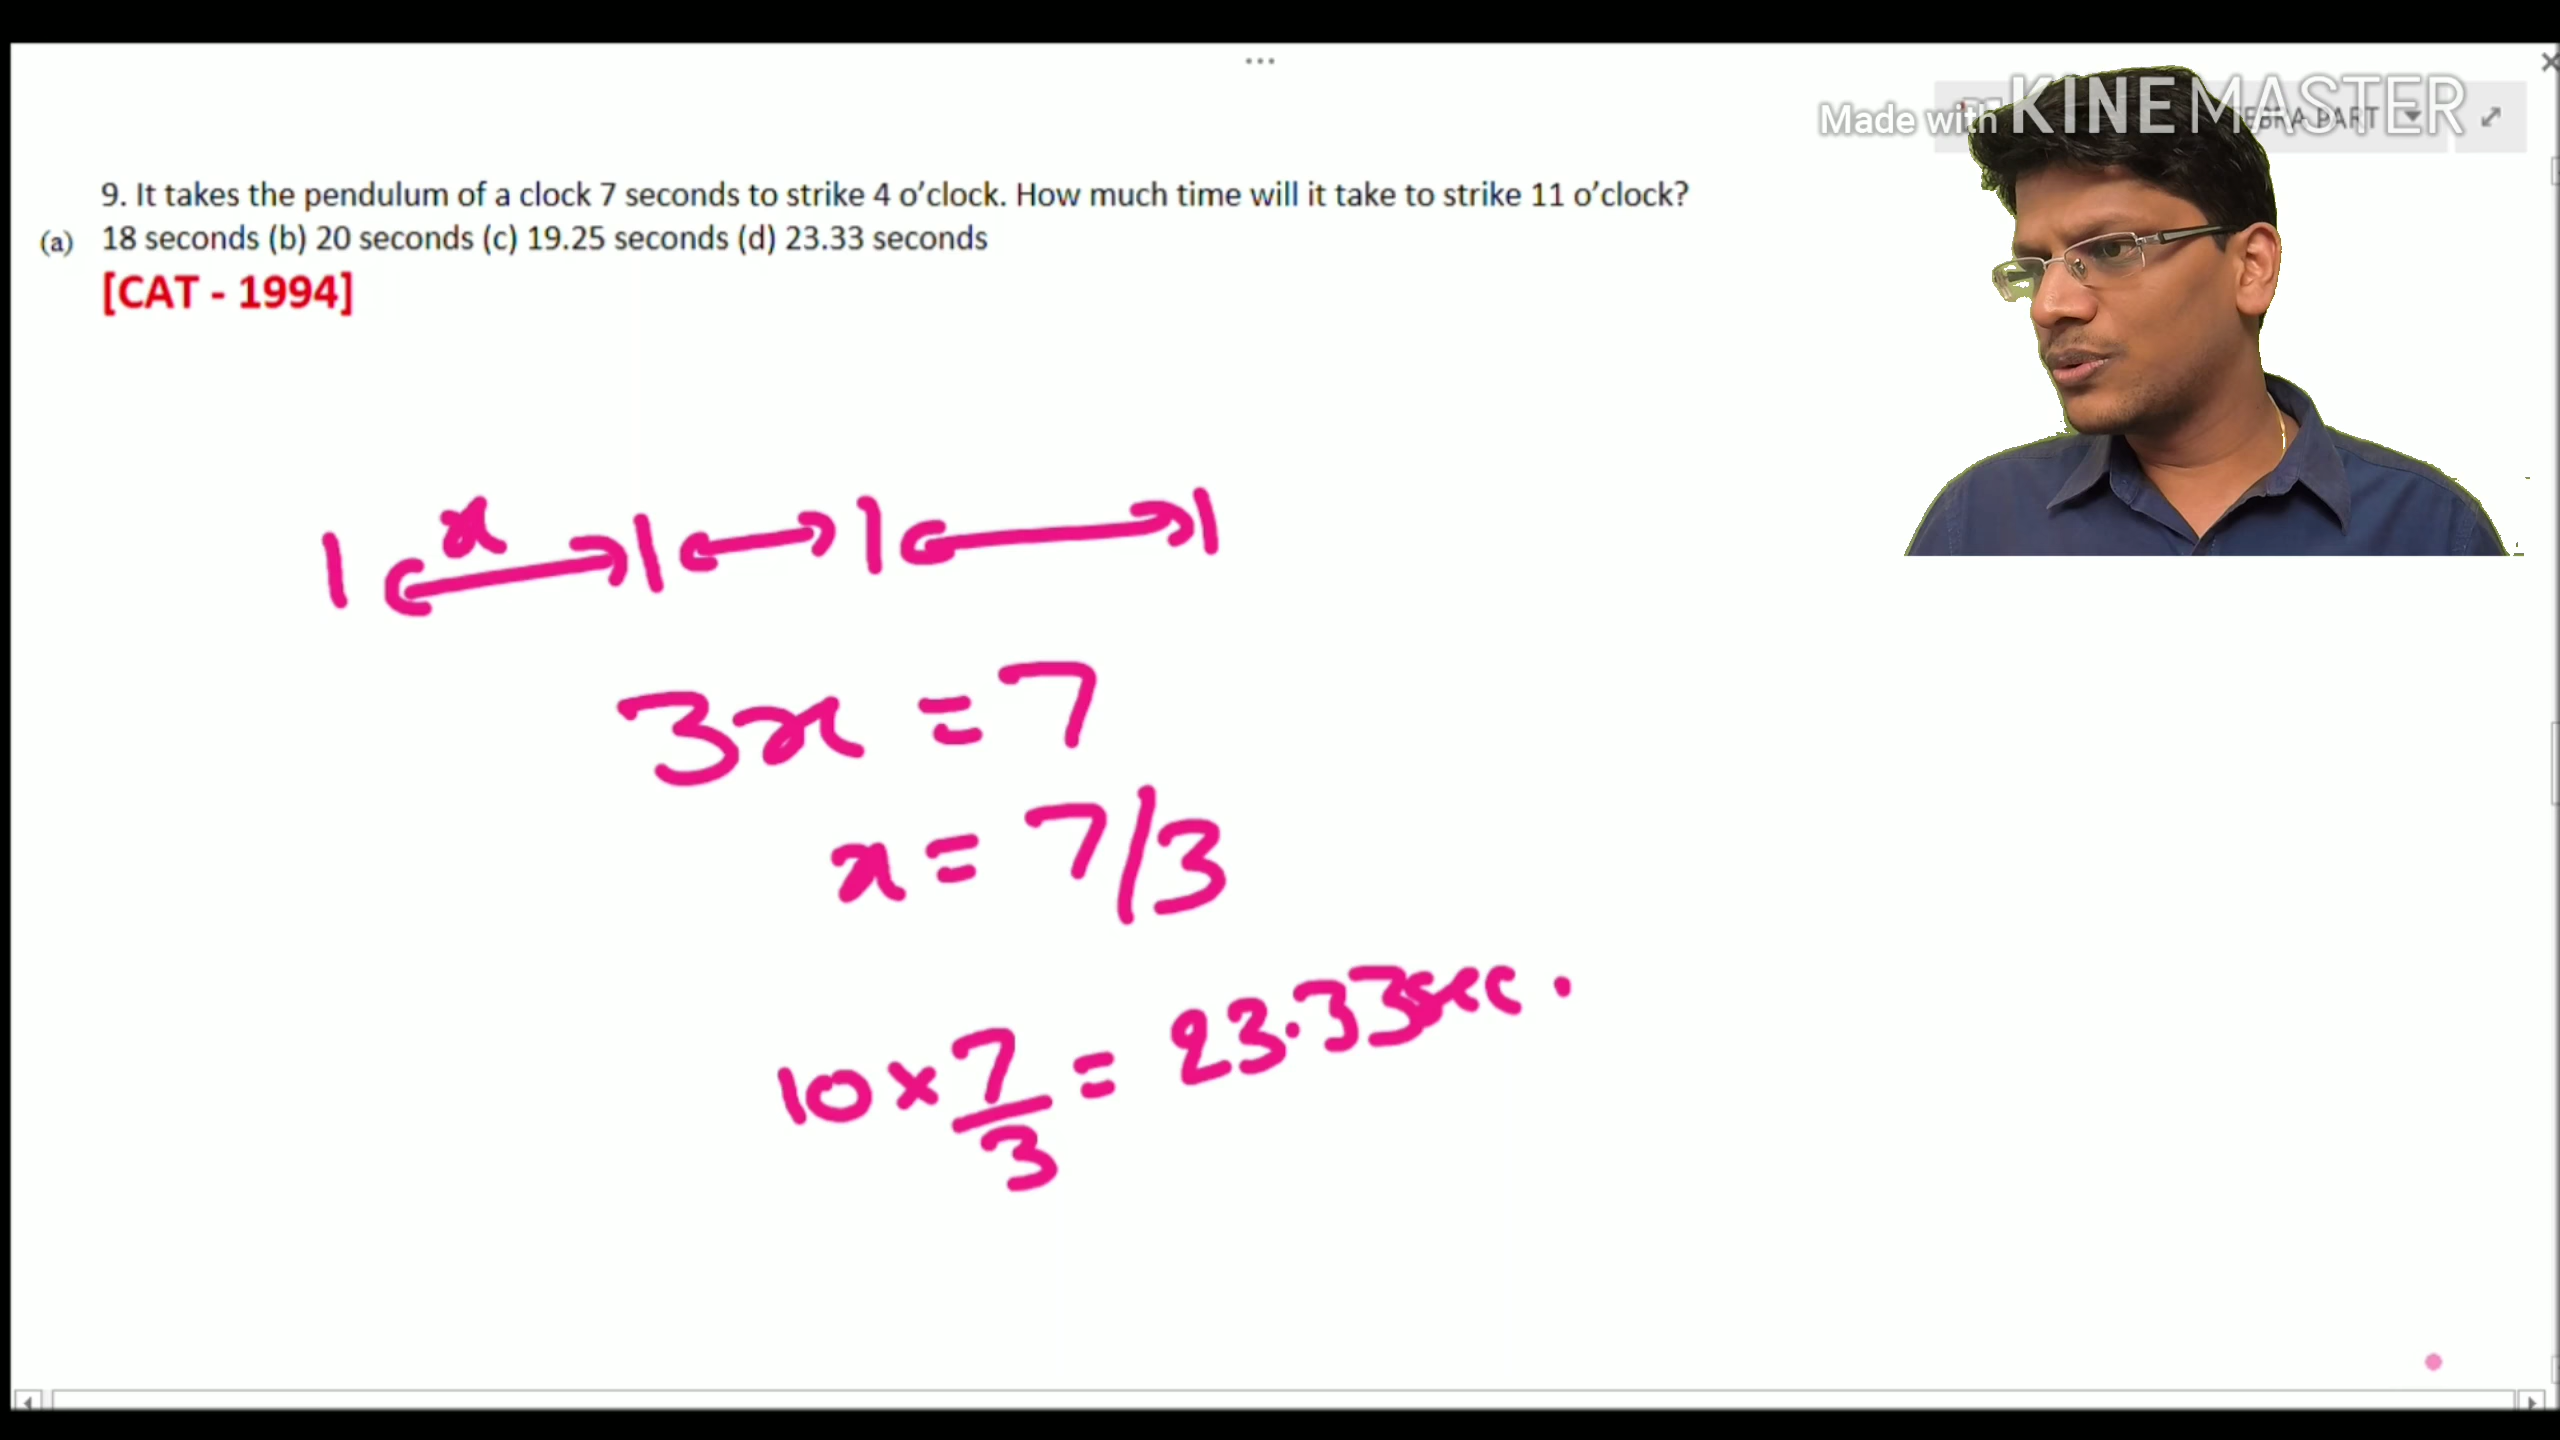 ...
Made with KINEMASTER
EBRA PART
9. It takes the pendulum of a clock 7 seconds to strike 4 o’clock. How much time will it take to strike 11 o’clock?
(a) 18 seconds (b) 20 seconds (c) 19.25 seconds (d) 23.33 seconds
[CAT - 1994]
x
3x = 7
x = 7/3
10 × 7/3 = 23.33sec.